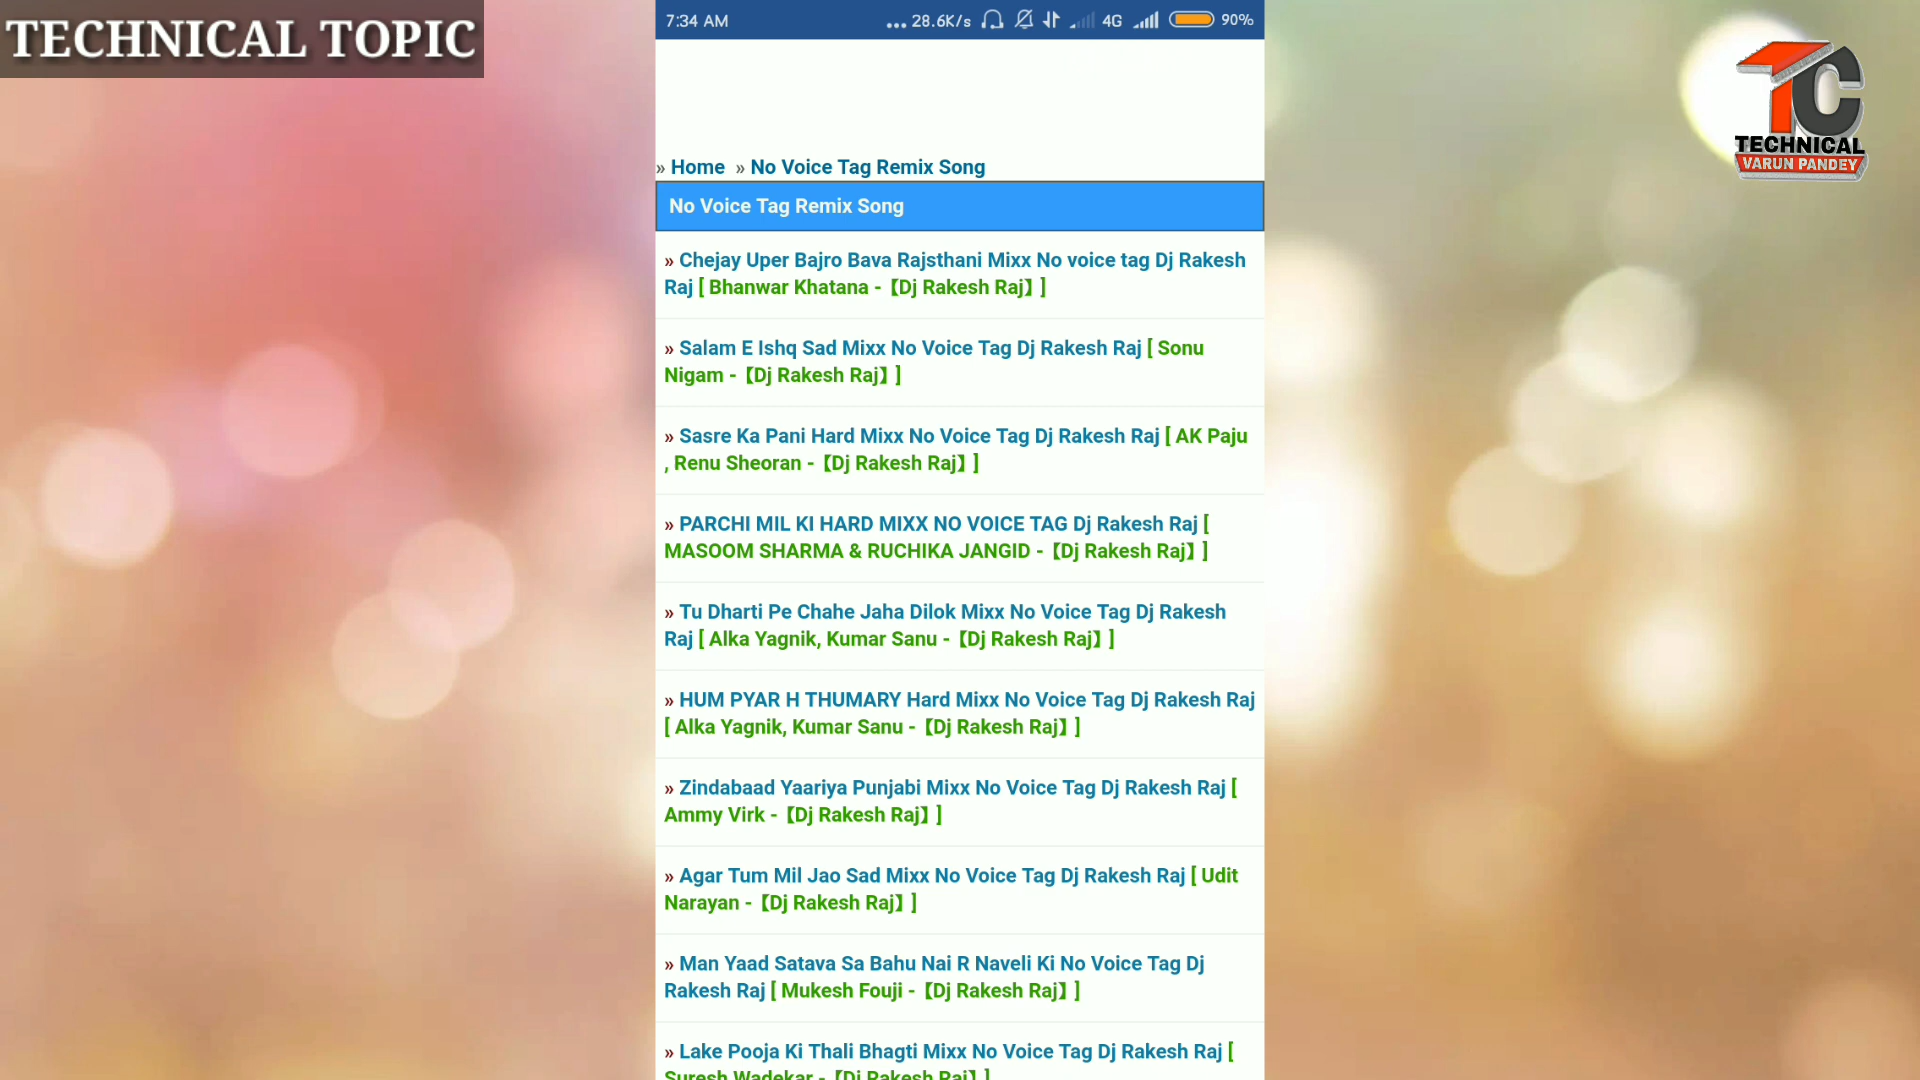 TECHNICAL TOPIC
7:34 AM ... 28.6K/s 4G 90%
TC
TECHNICAL
VARUN PANDEY
» Home » No Voice Tag Remix Song
No Voice Tag Remix Song
» Chejay Uper Bajro Bava Rajsthani Mixx No voice tag Dj Rakesh
Raj [ Bhanwar Khatana -【Dj Rakesh Raj】]
» Salam E Ishq Sad Mixx No Voice Tag Dj Rakesh Raj [ Sonu
Nigam -【Dj Rakesh Raj】]
» Sasre Ka Pani Hard Mixx No Voice Tag Dj Rakesh Raj [ AK Paju
, Renu Sheoran -【Dj Rakesh Raj】]
» PARCHI MIL KI HARD MIXX NO VOICE TAG Dj Rakesh Raj [
MASOOM SHARMA & RUCHIKA JANGID -【Dj Rakesh Raj】]
» Tu Dharti Pe Chahe Jaha Dilok Mixx No Voice Tag Dj Rakesh
Raj [ Alka Yagnik, Kumar Sanu -【Dj Rakesh Raj】]
» HUM PYAR H THUMARY Hard Mixx No Voice Tag Dj Rakesh Raj
[ Alka Yagnik, Kumar Sanu -【Dj Rakesh Raj】]
» Zindabaad Yaariya Punjabi Mixx No Voice Tag Dj Rakesh Raj [
Ammy Virk -【Dj Rakesh Raj】]
» Agar Tum Mil Jao Sad Mixx No Voice Tag Dj Rakesh Raj [ Udit
Narayan -【Dj Rakesh Raj】]
» Man Yaad Satava Sa Bahu Nai R Naveli Ki No Voice Tag Dj
Rakesh Raj [ Mukesh Fouji -【Dj Rakesh Raj】]
» Lake Pooja Ki Thali Bhagti Mixx No Voice Tag Dj Rakesh Raj [
Suresh Wadekar -【Dj Rakesh Raj】]